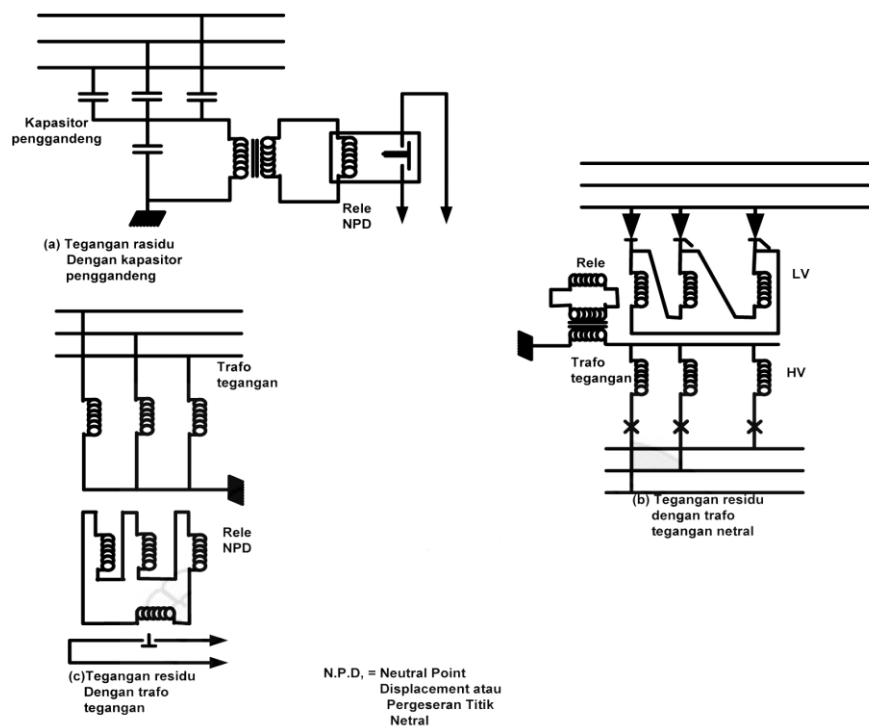 Kapasitor
penggandeng
Rele
NPD
(a) Tegangan rasidu
Dengan kapasitor
penggandeng
Rele
LV
Trafo
tegangan
HV
(b) Tegangan residu
dengan trafo
tegangan netral
Trafo
tegangan
Rele
NPD
(c)Tegangan residu
Dengan trafo
tegangan
N.P.D, = Neutral Point
Displacement atau
Pergeseran Titik
Netral